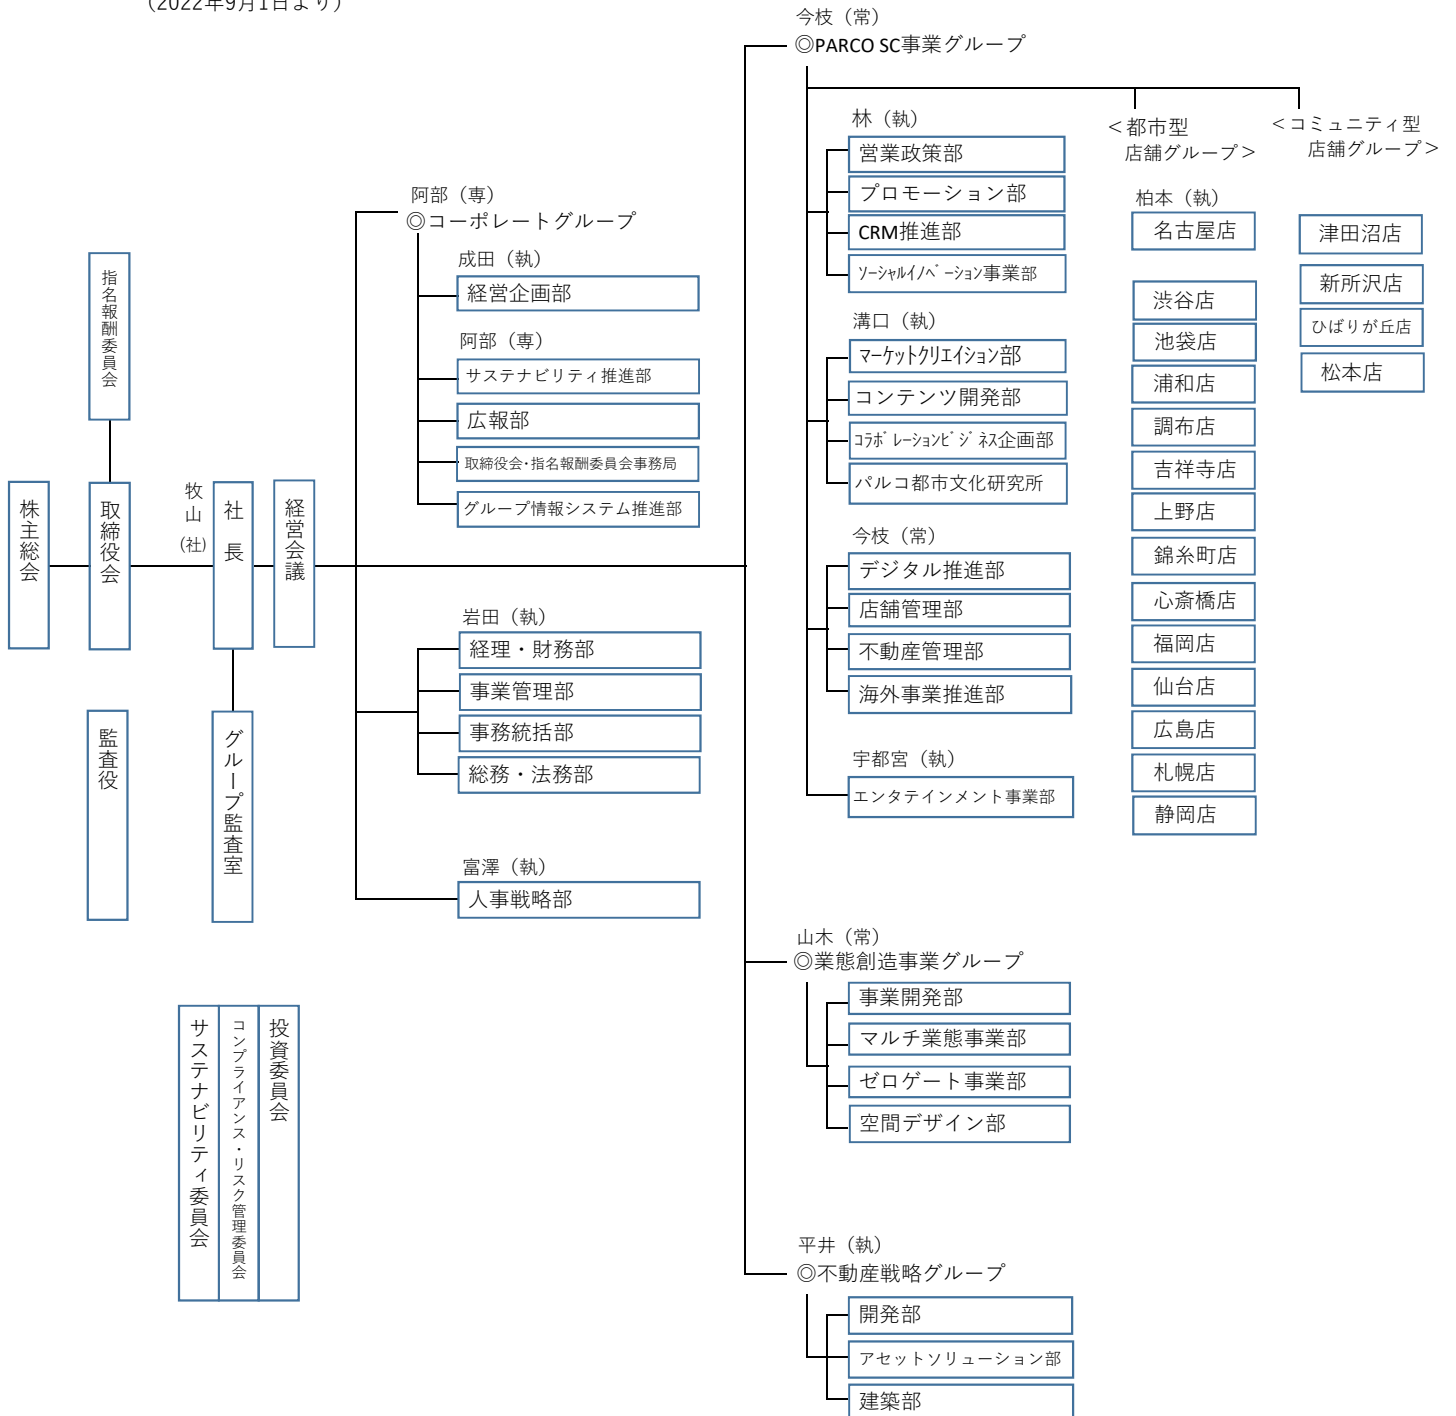 （2022年9月1日より）
株主総会
指名報酬委員会
取締役会
監査役
牧山(社)
社長
グループ監査室
経営会議
サステナビリティ委員会
コンプライアンス・リスク管理委員会
投資委員会
阿部（専）
◎コーポレートグループ
成田（執）
経営企画部
阿部（専）
サステナビリティ推進部
広報部
取締役会・指名報酬委員会事務局
グループ情報システム推進部
岩田（執）
経理・財務部
事業管理部
事務統括部
総務・法務部
富澤（執）
人事戦略部
今枝（常）
◎PARCO SC事業グループ
林（執）
営業政策部
プロモーション部
CRM推進部
ｿｰｼｬﾙｲﾉﾍﾞｰｼｮﾝ事業部
溝口（執）
ﾏｰｹｯﾄｸﾘｴｲｼｮﾝ部
コンテンツ開発部
ｺﾗﾎﾞﾚｰｼｮﾝﾋﾞｼﾞﾈｽ企画部
パルコ都市文化研究所
今枝（常）
デジタル推進部
店舗管理部
不動産管理部
海外事業推進部
宇都宮（執）
エンタテインメント事業部
＜都市型
店舗グループ＞
柏本（執）
名古屋店
渋谷店
池袋店
浦和店
調布店
吉祥寺店
上野店
錦糸町店
心斎橋店
福岡店
仙台店
広島店
札幌店
静岡店
＜コミュニティ型
店舗グループ＞
津田沼店
新所沢店
ひばりが丘店
松本店
山木（常）
◎業態創造事業グループ
事業開発部
マルチ業態事業部
ゼロゲート事業部
空間デザイン部
平井（執）
◎不動産戦略グループ
開発部
アセットソリューション部
建築部